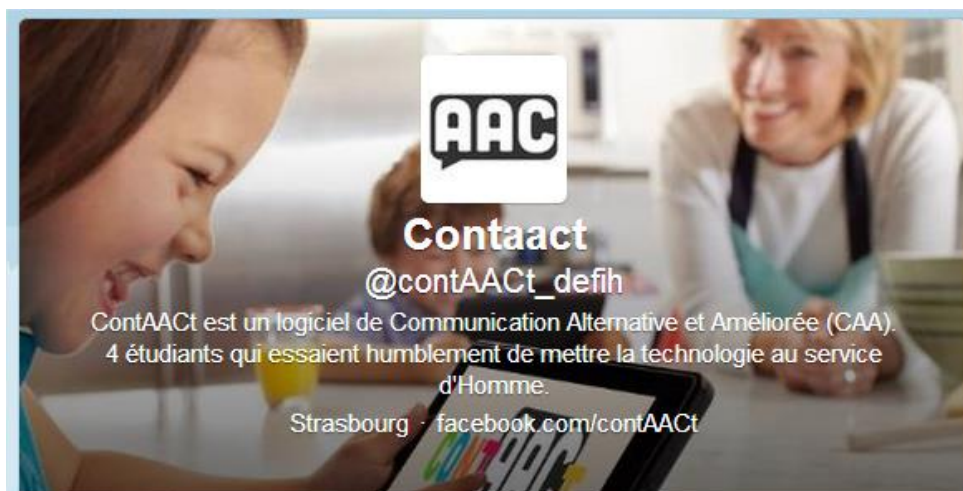 AAC
Contaact
@contAACt_defih
ContAACt est un logiciel de Communication Alternative et Améliorée (CAA).
4 étudiants qui essaient humblement de mettre la technologie au service
d'Homme.
Strasbourg · facebook.com/contAACt
CONTAACT